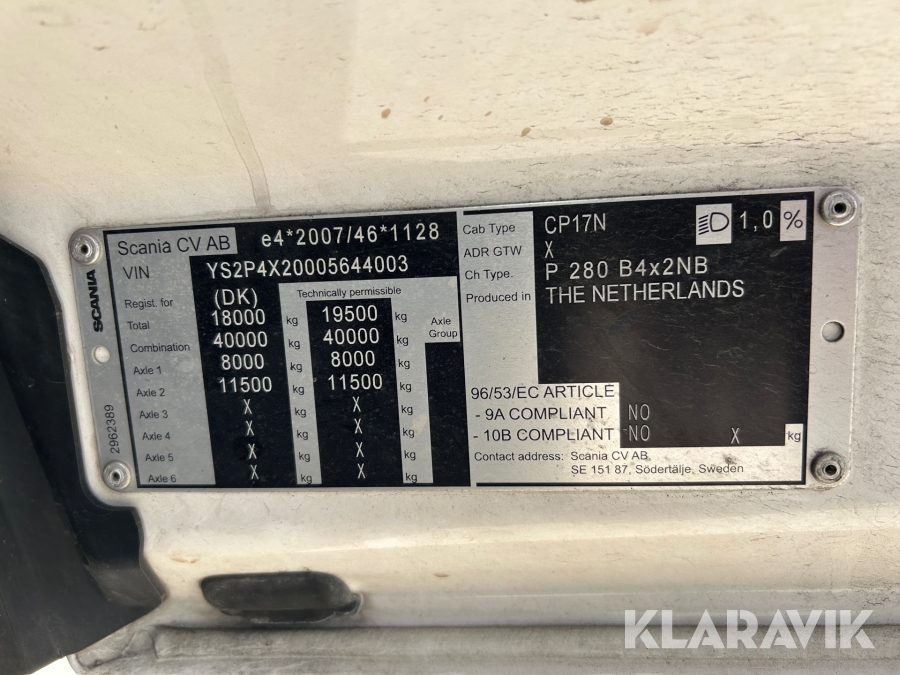 SCANIA
2962389
Scania CV AB e4*2007/46*1128
VIN YS2P4X20005644003
Regist. for (DK) Technically permissible
Total 18000 kg 19500 kg Axle Group
Combination 40000 kg 40000 kg
Axle 1 8000 kg 8000 kg
Axle 2 11500 kg 11500 kg
Axle 3 X X
Axle 4 X X kg
Axle 5 X X kg
Axle 6 X kg X kg
Cab Type CP17N 1,0 %
ADR GTW X
Ch Type. P 280 B4x2NB
Produced in THE NETHERLANDS
96/53/EC ARTICLE
- 9A COMPLIANT NO
- 10B COMPLIANT NO X kg
Contact address: Scania CV AB
SE 151 87, Södertälje, Sweden
KLARAVIK